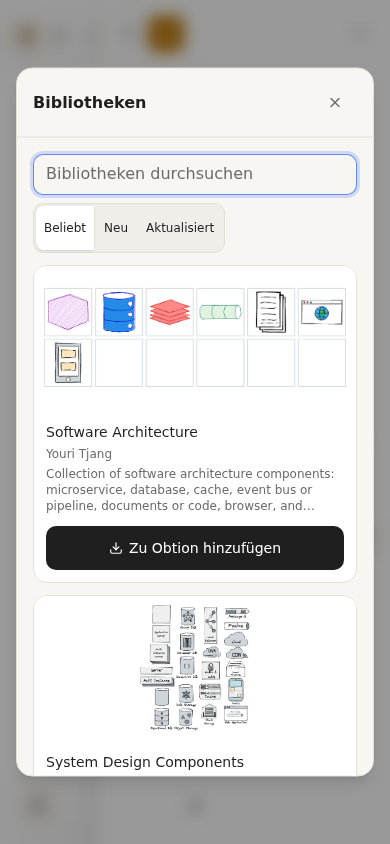 Bibliotheken
Bibliotheken durchsuchen
Beliebt
Neu
Aktualisiert
Software Architecture
Youri Tjang
Collection of software architecture components:
microservice, database, cache, event bus or
pipeline, documents or code, browser, and…
Zu Obtion hinzufügen
System Design Components